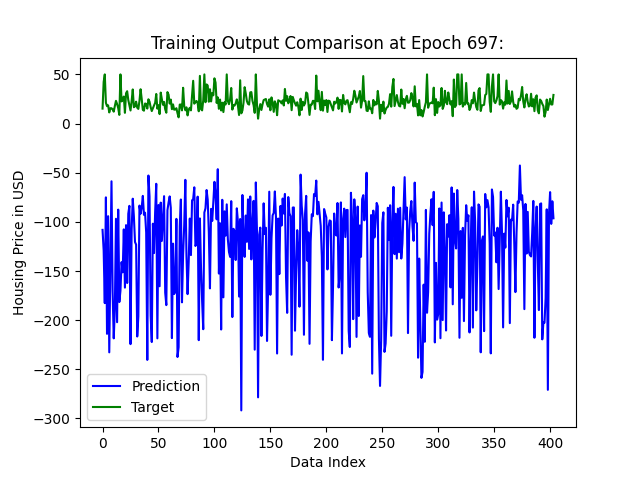 Training Output Comparison at Epoch 697:
Housing Price in USD
50
0
−50
−100
−150
−200
−250
−300
Prediction
Target
0 50 100 150 200 250 300 350 400
Data Index